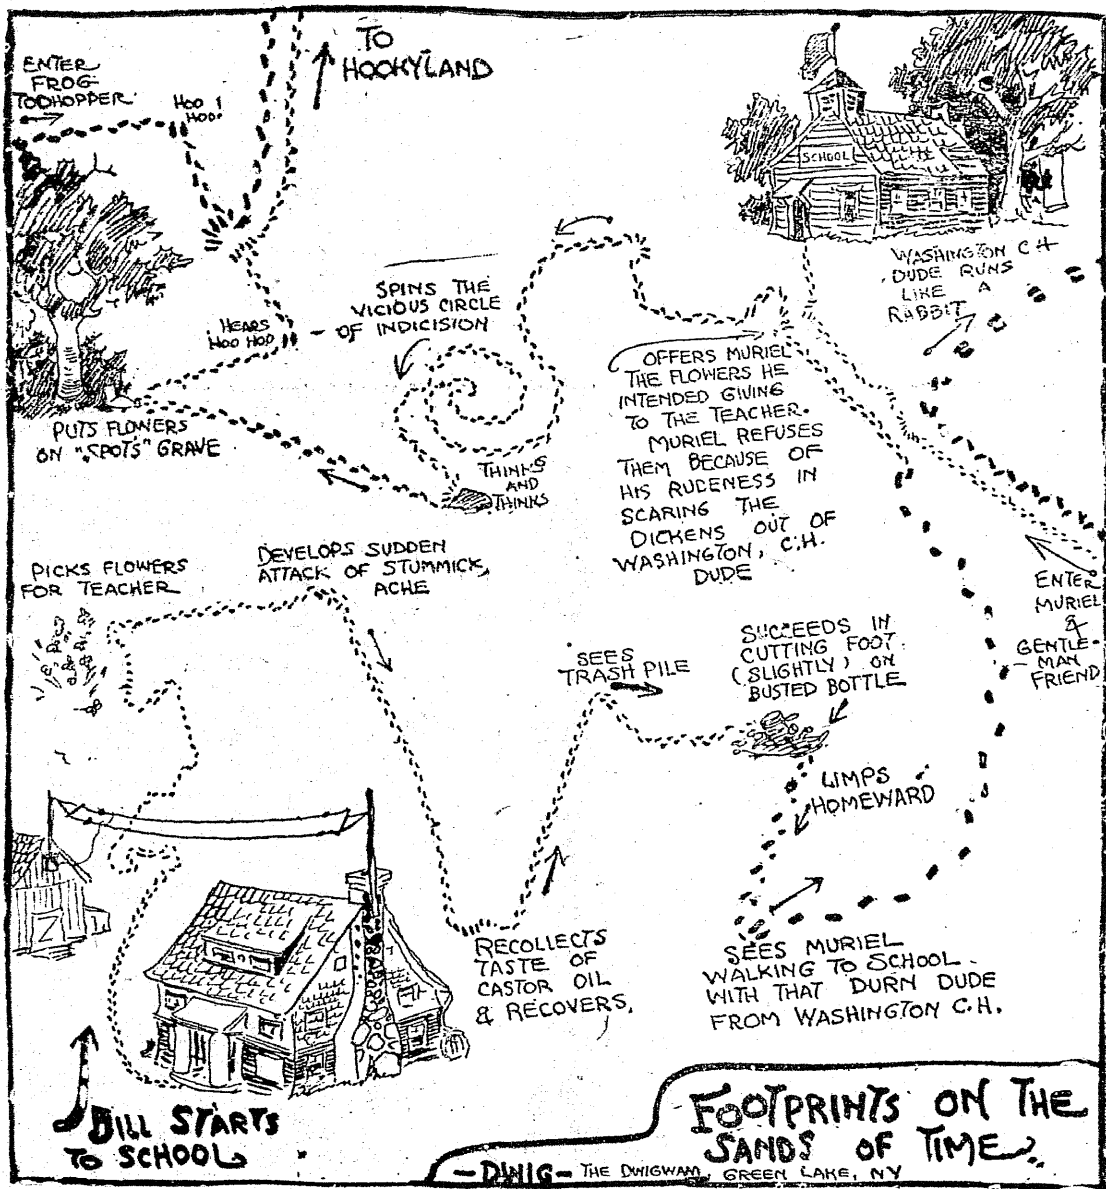 TO
HOOKYLAND
ENTER
FROG
TODHOPPER
HOO!
HOO!
SCHOOL
WASHINGTON C H
DUDE RUNS
LIKE A
RABBIT
SPINS THE
VICIOUS CIRCLE
OF INDICISION
HEARS
HOO HOO
PUTS FLOWERS
ON "SPOTS" GRAVE
THINKS
AND
THINKS
OFFERS MURIEL
THE FLOWERS HE
INTENDED GIVING
TO THE TEACHER.
MURIEL REFUSES
THEM BECAUSE OF
HIS RUDENESS IN
SCARING THE
DICKENS OUT OF
WASHINGTON, C.H.
DUDE
ENTER
MURIEL
&
GENTLE-
MAN
FRIEND
PICKS FLOWERS
FOR TEACHER
DEVELOPS SUDDEN
ATTACK OF STUMMICK,
ACHE
SEES
TRASH PILE
SUCCEEDS IN
CUTTING FOOT
(SLIGHTLY) ON
BUSTED BOTTLE
LIMPS
HOMEWARD
RECOLLECTS
TASTE OF
CASTOR OIL
& RECOVERS.
SEES MURIEL
WALKING TO SCHOOL
WITH THAT DURN DUDE
FROM WASHINGTON C.H.
BILL STARTS
TO SCHOOL
FOOTPRINTS ON THE
SANDS OF TIME
-DWIG- THE DWIGWAM, GREEN LAKE, NY